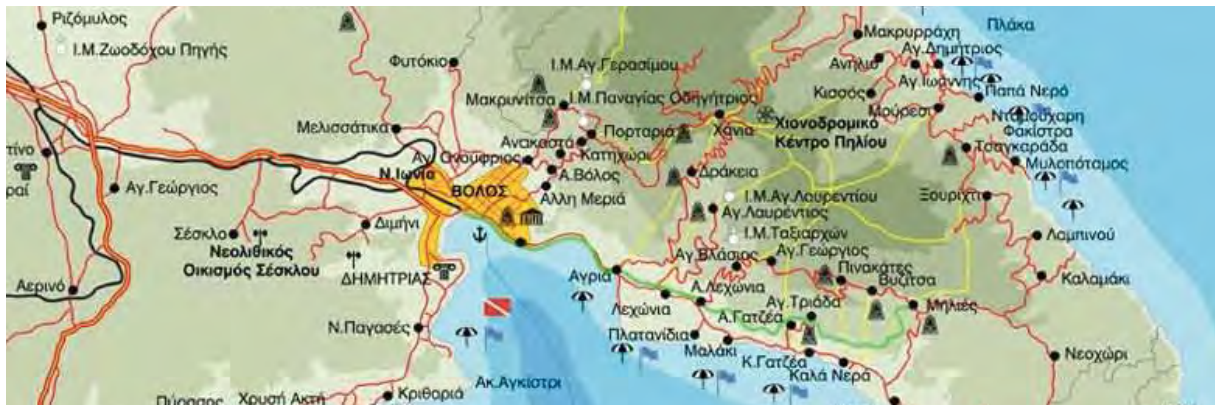 Ριζόμυλος
Ι.Μ.Ζωοδόχου Πηγής
Φυτόκιο
Μελισσάτικα
Ι.Μ.Αγ.Γερασίμου
Μακρυνίτσα
Ι.Μ.Παναγίας Οδηγήτριος
Πορταριά
Ανακασιά
Κατηχώρι
Αγ.Ονούφριος
Α.Βόλος
Αλλη Μεριά
Ν.Ιωνία
ΒΟΛΟΣ
Χάνια
Χιονοδρομικό
Κέντρο Πηλίου
Πλάκα
Μακρυρράχη
Αγ.Δημήτριος
Ανήλιο
Αγ.Ιωάννης
Κισσός
Παπά Νερό
Μούρεσι
Νταμούχαρη
Φακίστρα
Τσαγκαράδα
Μυλοπόταμος
Ξουρίχτι
Λαμπινού
Καλαμάκι
Νεοχώρι
Δράκεια
Ι.Μ.Αγ.Λαυρεντίου
Αγ.Λαυρέντιος
Ι.Μ.Ταξιαρχών
Αγ.Βλάσιος
Αγ.Γεώργιος
Πινακάτες
Βυζίτσα
Μηλιές
Αγ.Τριάδα
Α.Λεχώνια
Α.Γατζέα
Αγριά
Λεχώνια
Πλατανίδια
Μαλάκι
Κ.Γατζέα
Καλά Νερά
τίνο
ραί
Αγ.Γεώργιος
Σέσκλο
Νεολιθικός
Οικισμός Σέσκλου
Διμήνι
ΔΗΜΗΤΡΙΑΣ
Αερινό
Ν.Παγασές
Ακ.Αγκίστρι
Πύρασος
Χρυσή Ακτή
Κριθαριά